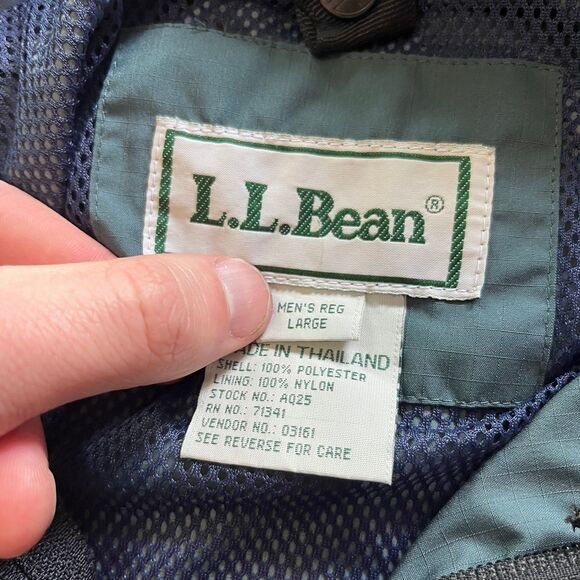 L.L.Bean®
MEN'S REG
LARGE
MADE IN THAILAND
SHELL: 100% POLYESTER
LINING: 100% NYLON
STOCK NO.: AQ25
RN NO.: 71341
VENDOR NO.: 03161
SEE REVERSE FOR CARE